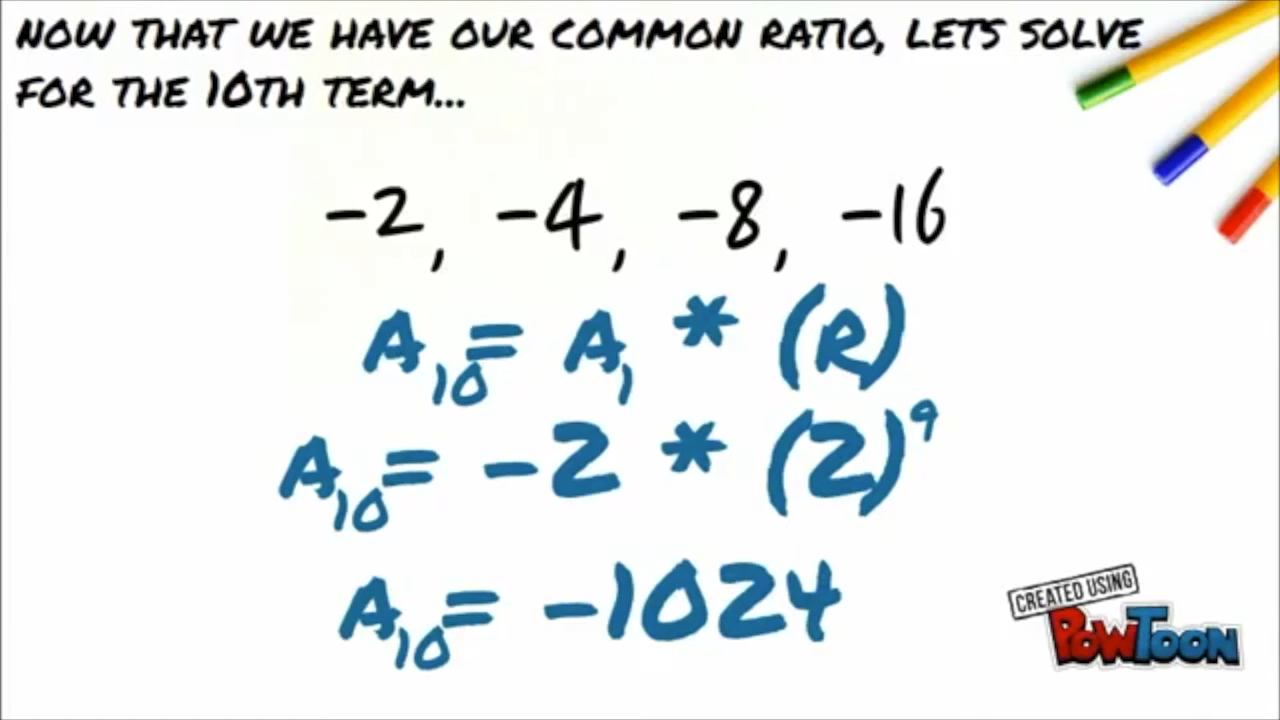 NOW THAT WE HAVE OUR COMMON RATIO, LETS SOLVE
FOR THE 10TH TERM...
-2, -4, -8, -16
A₁₀ = A₁ * (R)
A₁₀ = -2 * (2)⁹
A₁₀ = -1024
CREATED USING
POWTOON